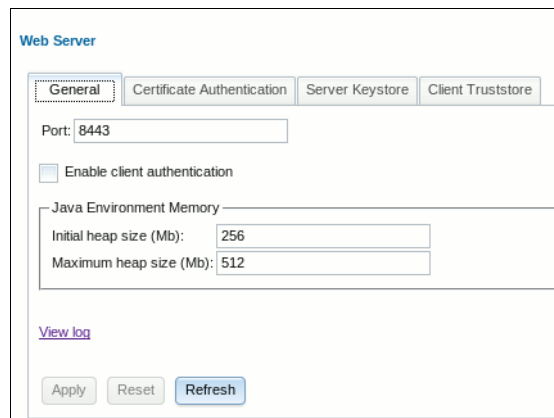 Web Server
General Certificate Authentication Server Keystore Client Truststore
Port: 8443
Enable client authentication
Java Environment Memory
Initial heap size (Mb): 256
Maximum heap size (Mb): 512
View log
Apply Reset Refresh